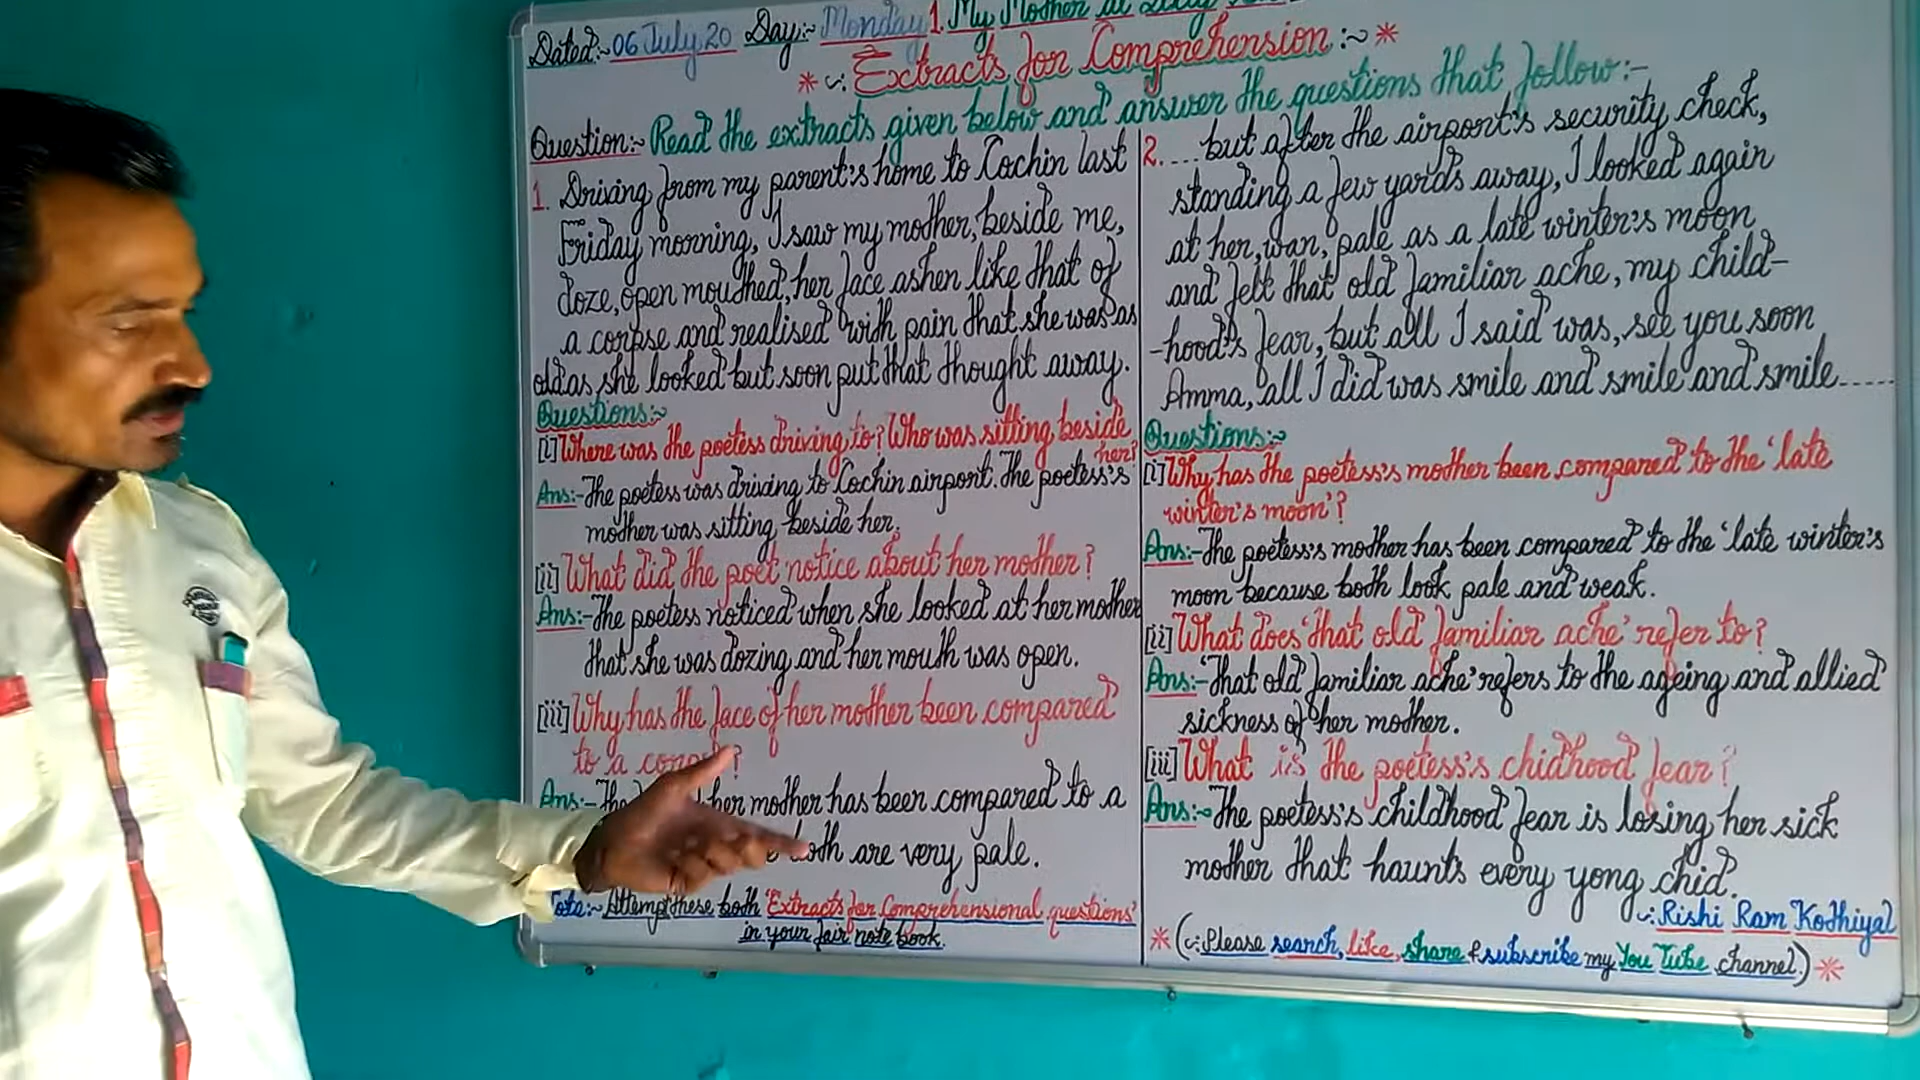 Dated:~ 06 July 20 Day:~ Monday 1. My Mother at Sixty
*~: Extracts for Comprehension :~*
Question:~ Read the extracts given below and answer the questions that follow:-
1. Driving from my parent's home to Cochin last
Friday morning, I saw my mother, beside me,
doze, open mouthed, her face ashen like that of
a corpse and realised with pain that she was as
old as she looked but soon put that thought away.
Questions:~
[i] Where was the poetess driving to? Who was sitting beside
her?
Ans:- The poetess was driving to Cochin airport. The poetess's
mother was sitting beside her.
[ii] What did the poet notice about her mother?
Ans:- The poetess noticed when she looked at her mother
that she was dozing and her mouth was open.
[iii] Why has the face of her mother been compared
to a ?
Ans:- The her mother has been compared to a
both are very pale.
Note:~ Attempt these both 'Extracts for Comprehensional questions'
in your fair note book.
2. .... but after the airport's security check,
standing a few yards away, I looked again
at her, wan, pale as a late winter's moon
and felt that old familiar ache, my child-
-hood's fear, but all I said was, see you soon
Amma, all I did was smile and smile and smile.....
Questions:~
[i] Why has the poetess's mother been compared to the 'late
winter's moon'?
Ans:- The poetess's mother has been compared to the 'late winter's
moon because both look pale and weak.
[ii] What does 'that old familiar ache' refer to?
Ans:- 'That old familiar ache' refers to the ageing and allied
sickness of her mother.
[iii] What is the poetess's chidhood fear?
Ans:~ The poetess's childhood fear is losing her sick
mother that haunts every yong chid.
~: Rishi Ram Kothiyal
*(~: Please search, like, share & subscribe my You Tube channel.)*